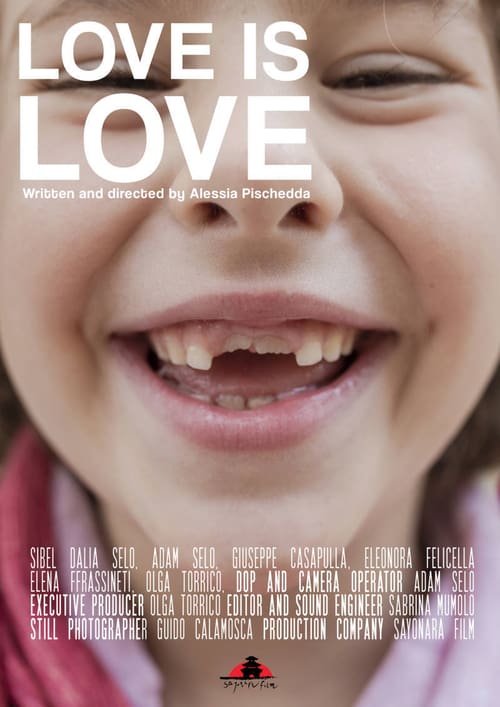 LOVE IS
LOVE
Written and directed by Alessia Pischedda
SIBEL DALIA SELO, ADAM SELO, GIUSEPPE CASAPULLA, ELEONORA FELICELLA
ELENA FFRASSINETI, OLGA TORRICO, DOP AND CAMERA OPERATOR ADAM SELO
EXECUTIVE PRODUCER OLGA TORRICO EDITOR AND SOUND ENGINEER SABRINA MUMOLO
STILL PHOTOGRAPHER GUIDO CALAMOSCA PRODUCTION COMPANY SAYONARA FILM
sayonara film